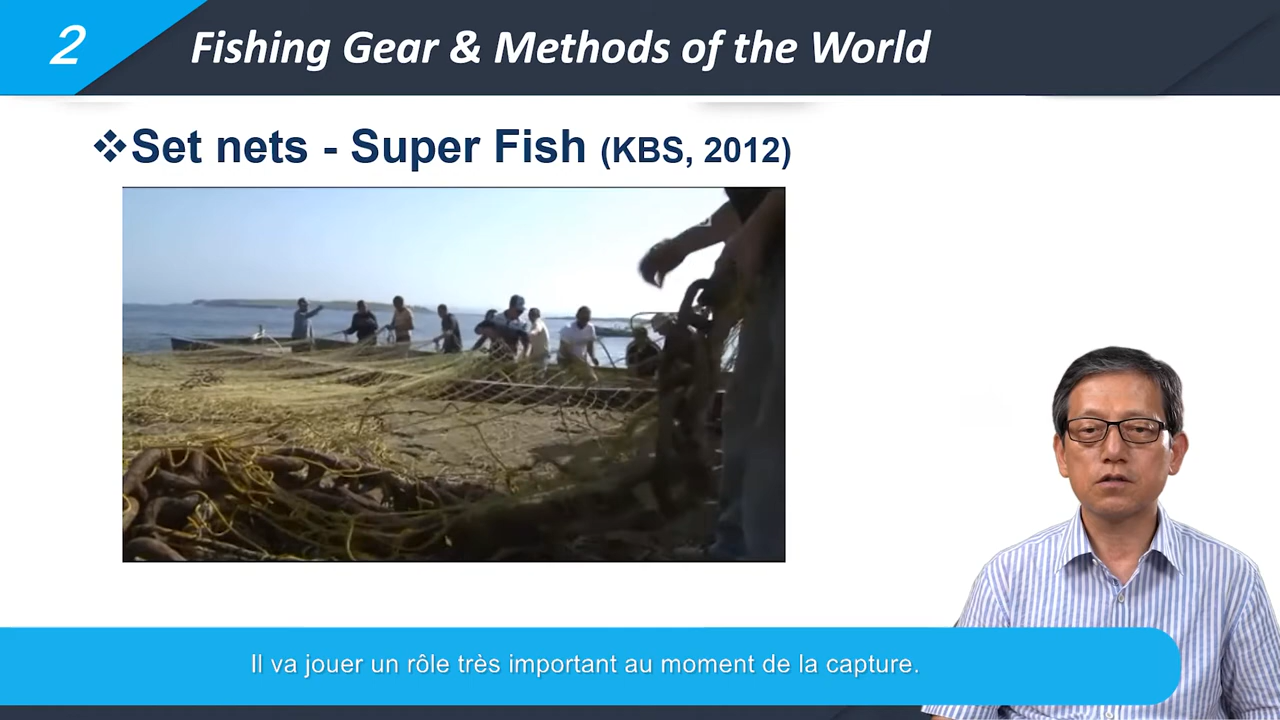 2
Fishing Gear & Methods of the World
❖Set nets - Super Fish (KBS, 2012)
Il va jouer un rôle très important au moment de la capture.